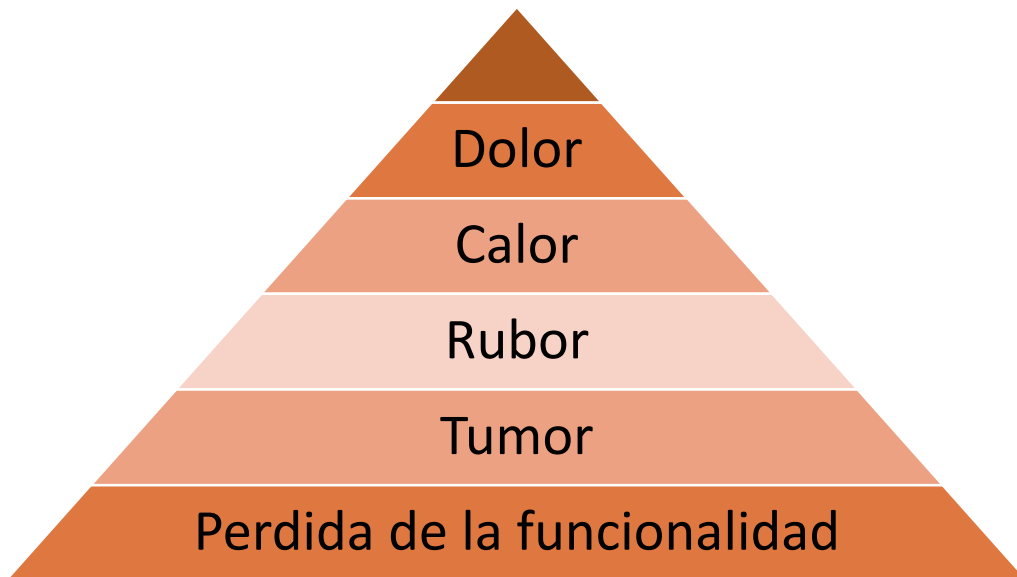 Dolor
Calor
Rubor
Tumor
Perdida de la funcionalidad